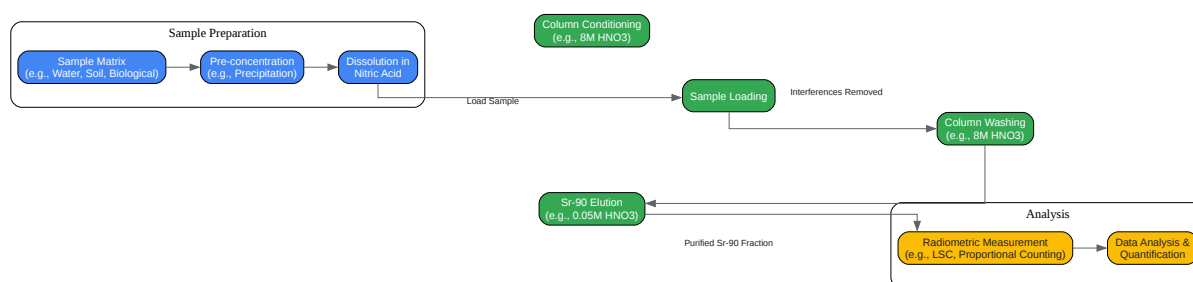 Sample Preparation
Sample Matrix
(e.g., Water, Soil, Biological)
Pre-concentration
(e.g., Precipitation)
Dissolution in
Nitric Acid
Column Conditioning
(e.g., 8M HNO3)
Load Sample
Sample Loading
Interferences Removed
Column Washing
(e.g., 8M HNO3)
Sr-90 Elution
(e.g., 0.05M HNO3)
Purified Sr-90 Fraction
Analysis
Radiometric Measurement
(e.g., LSC, Proportional Counting)
Data Analysis &
Quantification